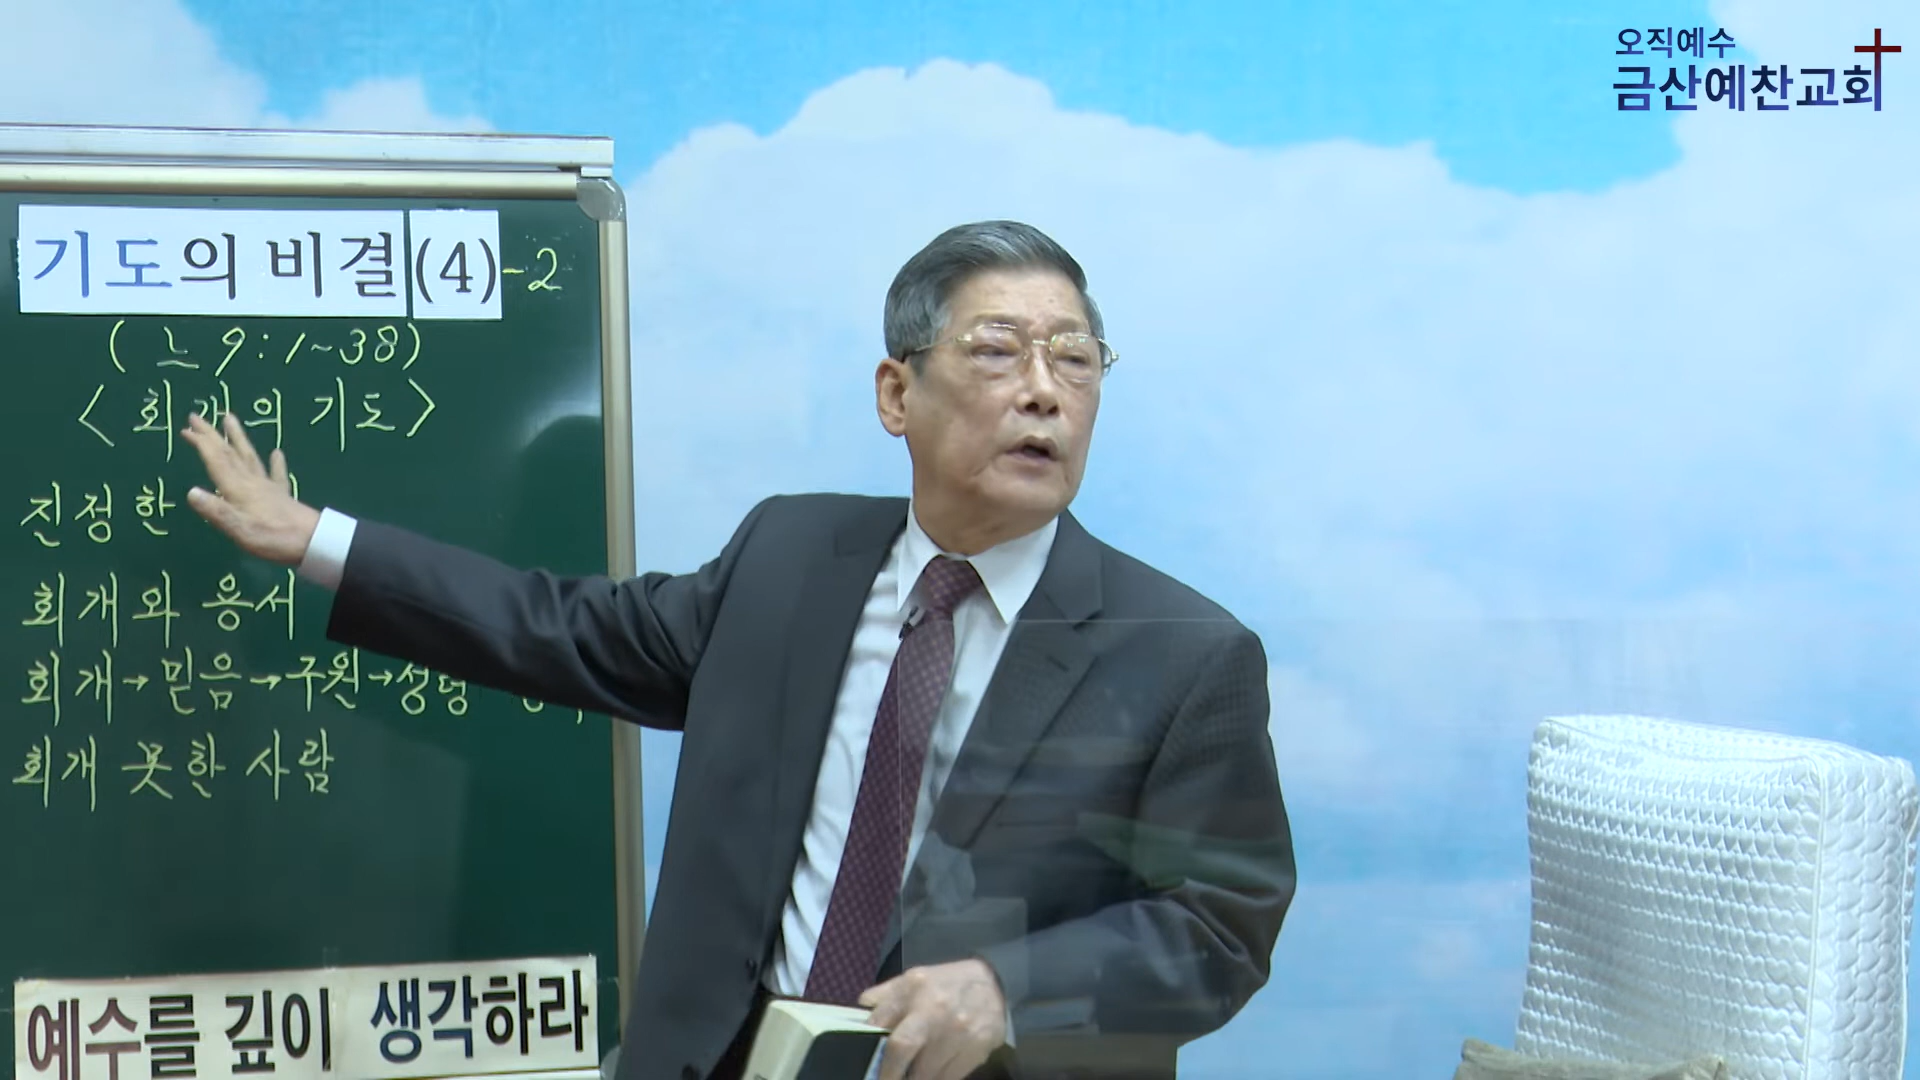 오직예수
금산예찬교회
기도의 비결 (4)-2
(느 9:1~38)
<회개의 기도>
진정한
회개와 용서
회개→믿음→구원→성령
회개 못한 사람
예수를 깊이 생각하라